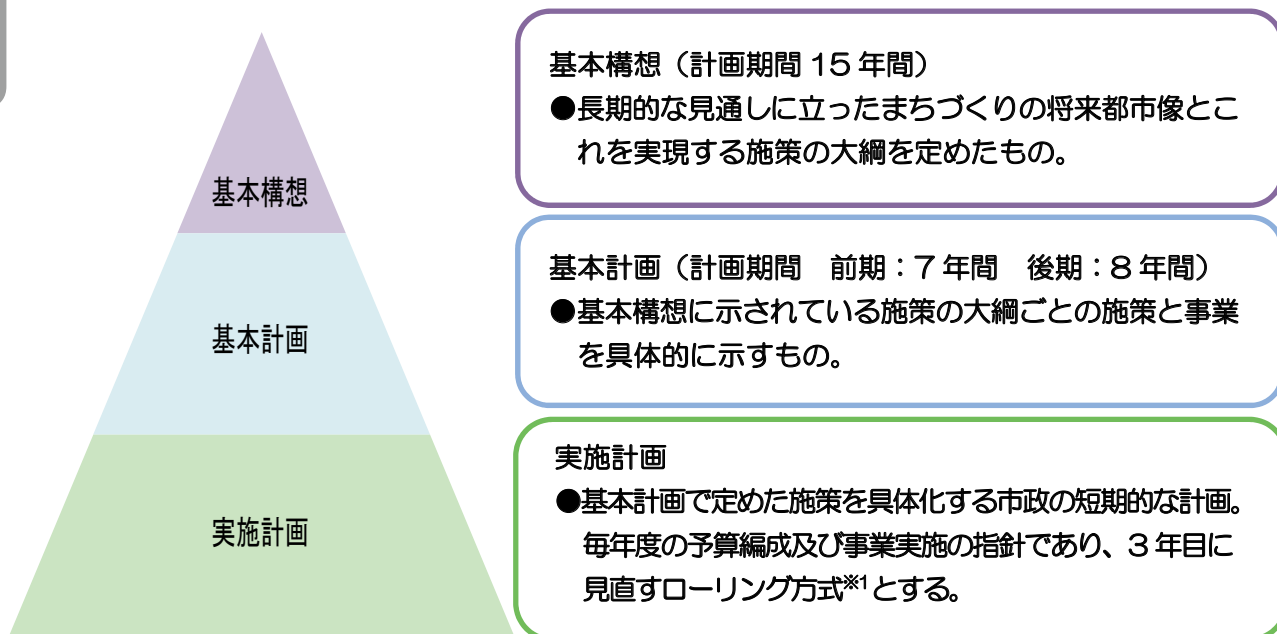 基本構想
基本計画
実施計画
基本構想（計画期間 15 年間）
●長期的な見通しに立ったまちづくりの将来都市像とこ
れを実現する施策の大綱を定めたもの。
基本計画（計画期間　前期：７年間　後期：８年間）
●基本構想に示されている施策の大綱ごとの施策と事業
を具体的に示すもの。
実施計画
●基本計画で定めた施策を具体化する市政の短期的な計画。
毎年度の予算編成及び事業実施の指針であり、３年目に
見直すローリング方式※1とする。